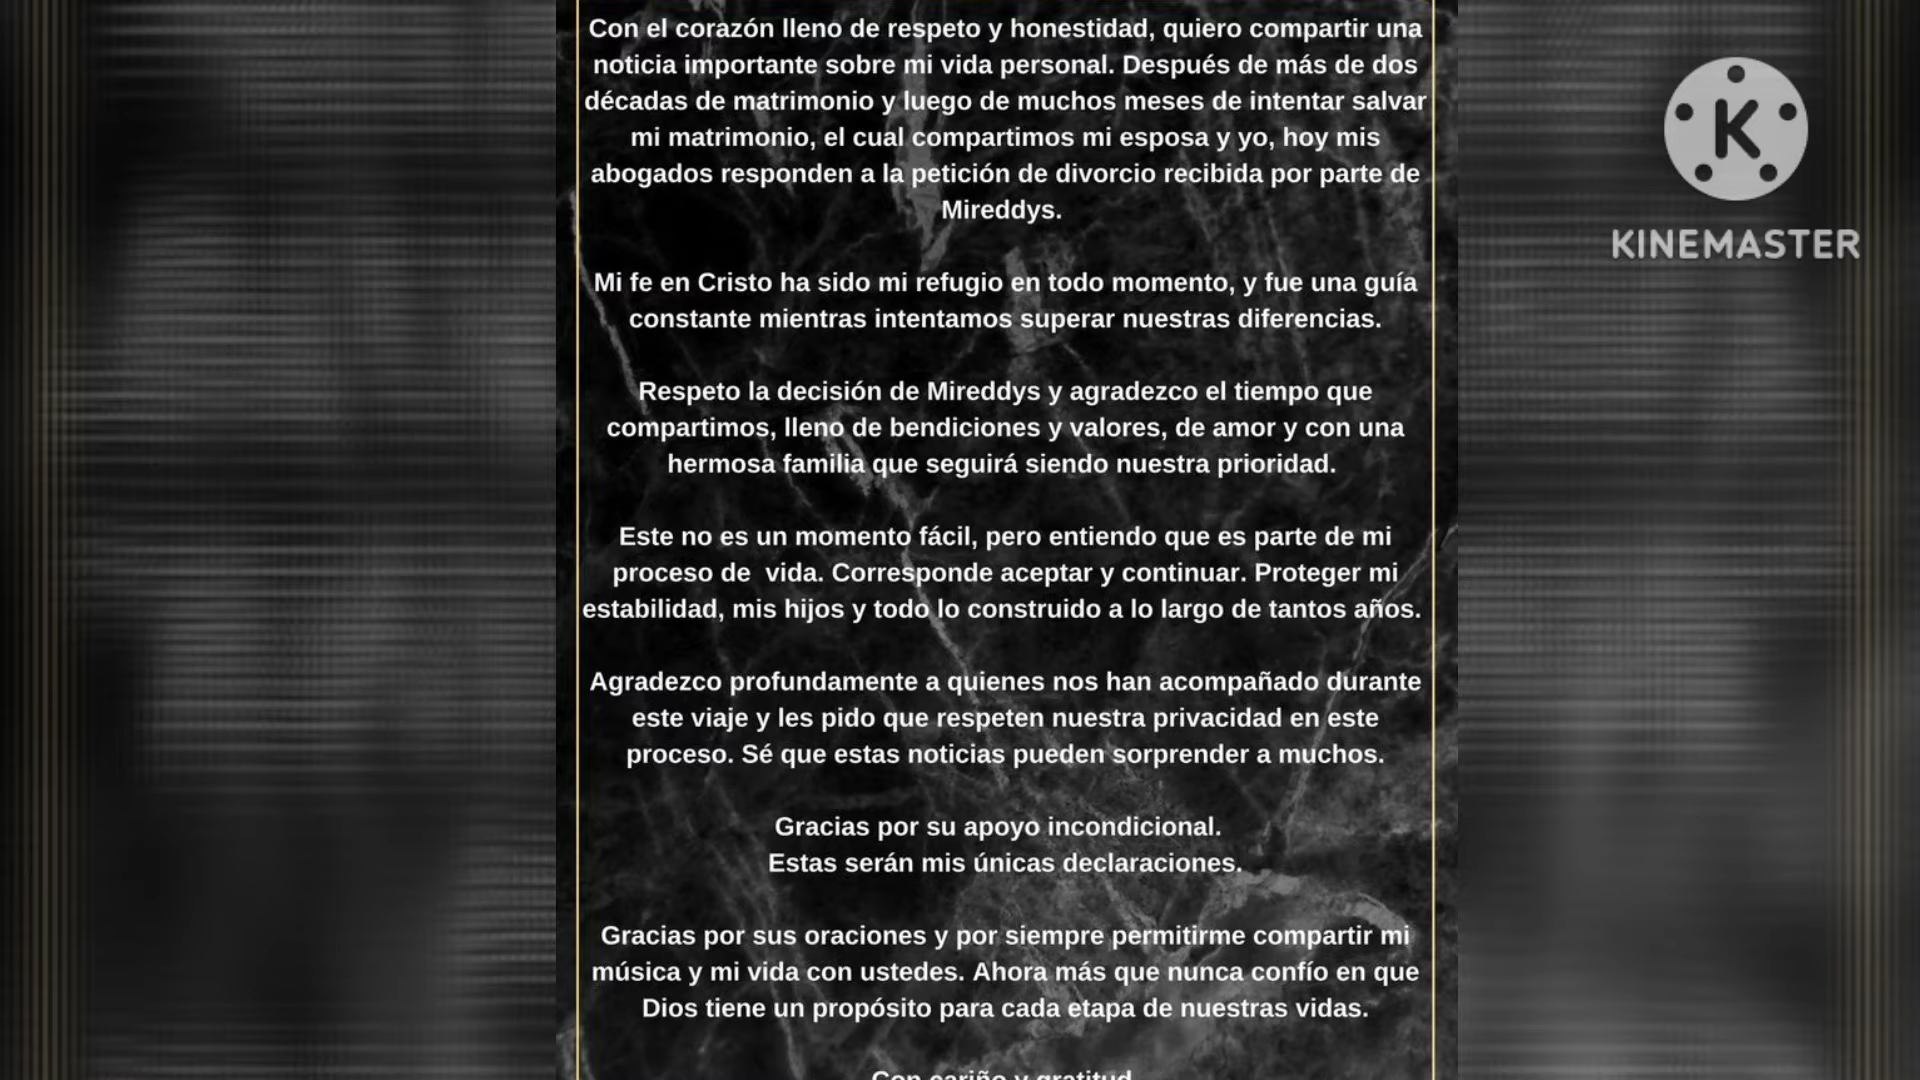 Con el corazón lleno de respeto y honestidad, quiero compartir una
noticia importante sobre mi vida personal. Después de más de dos
décadas de matrimonio y luego de muchos meses de intentar salvar
mi matrimonio, el cual compartimos mi esposa y yo, hoy mis
abogados responden a la petición de divorcio recibida por parte de
Mireddys.
Mi fe en Cristo ha sido mi refugio en todo momento, y fue una guía
constante mientras intentamos superar nuestras diferencias.
Respeto la decisión de Mireddys y agradezco el tiempo que
compartimos, lleno de bendiciones y valores, de amor y con una
hermosa familia que seguirá siendo nuestra prioridad.
Este no es un momento fácil, pero entiendo que es parte de mi
proceso de  vida. Corresponde aceptar y continuar. Proteger mi
estabilidad, mis hijos y todo lo construido a lo largo de tantos años.
Agradezco profundamente a quienes nos han acompañado durante
este viaje y les pido que respeten nuestra privacidad en este
proceso. Sé que estas noticias pueden sorprender a muchos.
Gracias por su apoyo incondicional.
Estas serán mis únicas declaraciones.
Gracias por sus oraciones y por siempre permitirme compartir mi
música y mi vida con ustedes. Ahora más que nunca confío en que
Dios tiene un propósito para cada etapa de nuestras vidas.
Con cariño y gratitud
K
KINEMASTER